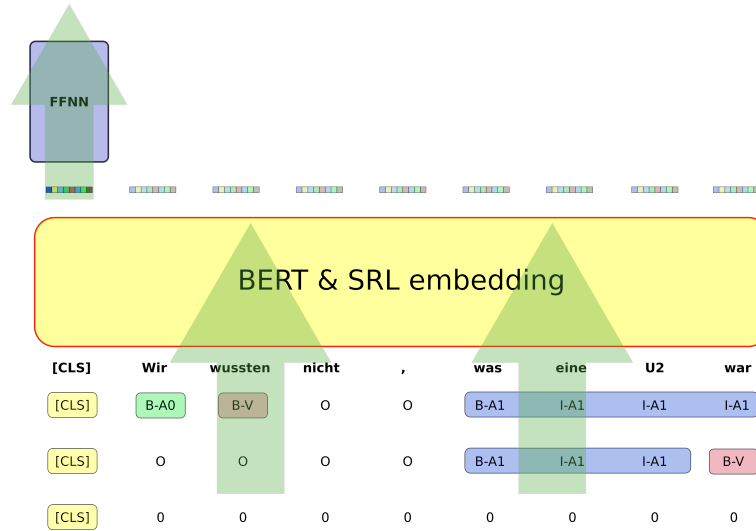 FFNN
BERT & SRL embedding
[CLS] Wir wussten nicht , was eine U2 war
[CLS] B-A0 B-V O O B-A1 I-A1 I-A1 I-A1
[CLS] O O O O B-A1 I-A1 I-A1 B-V
[CLS] 0 0 0 0 0 0 0 0